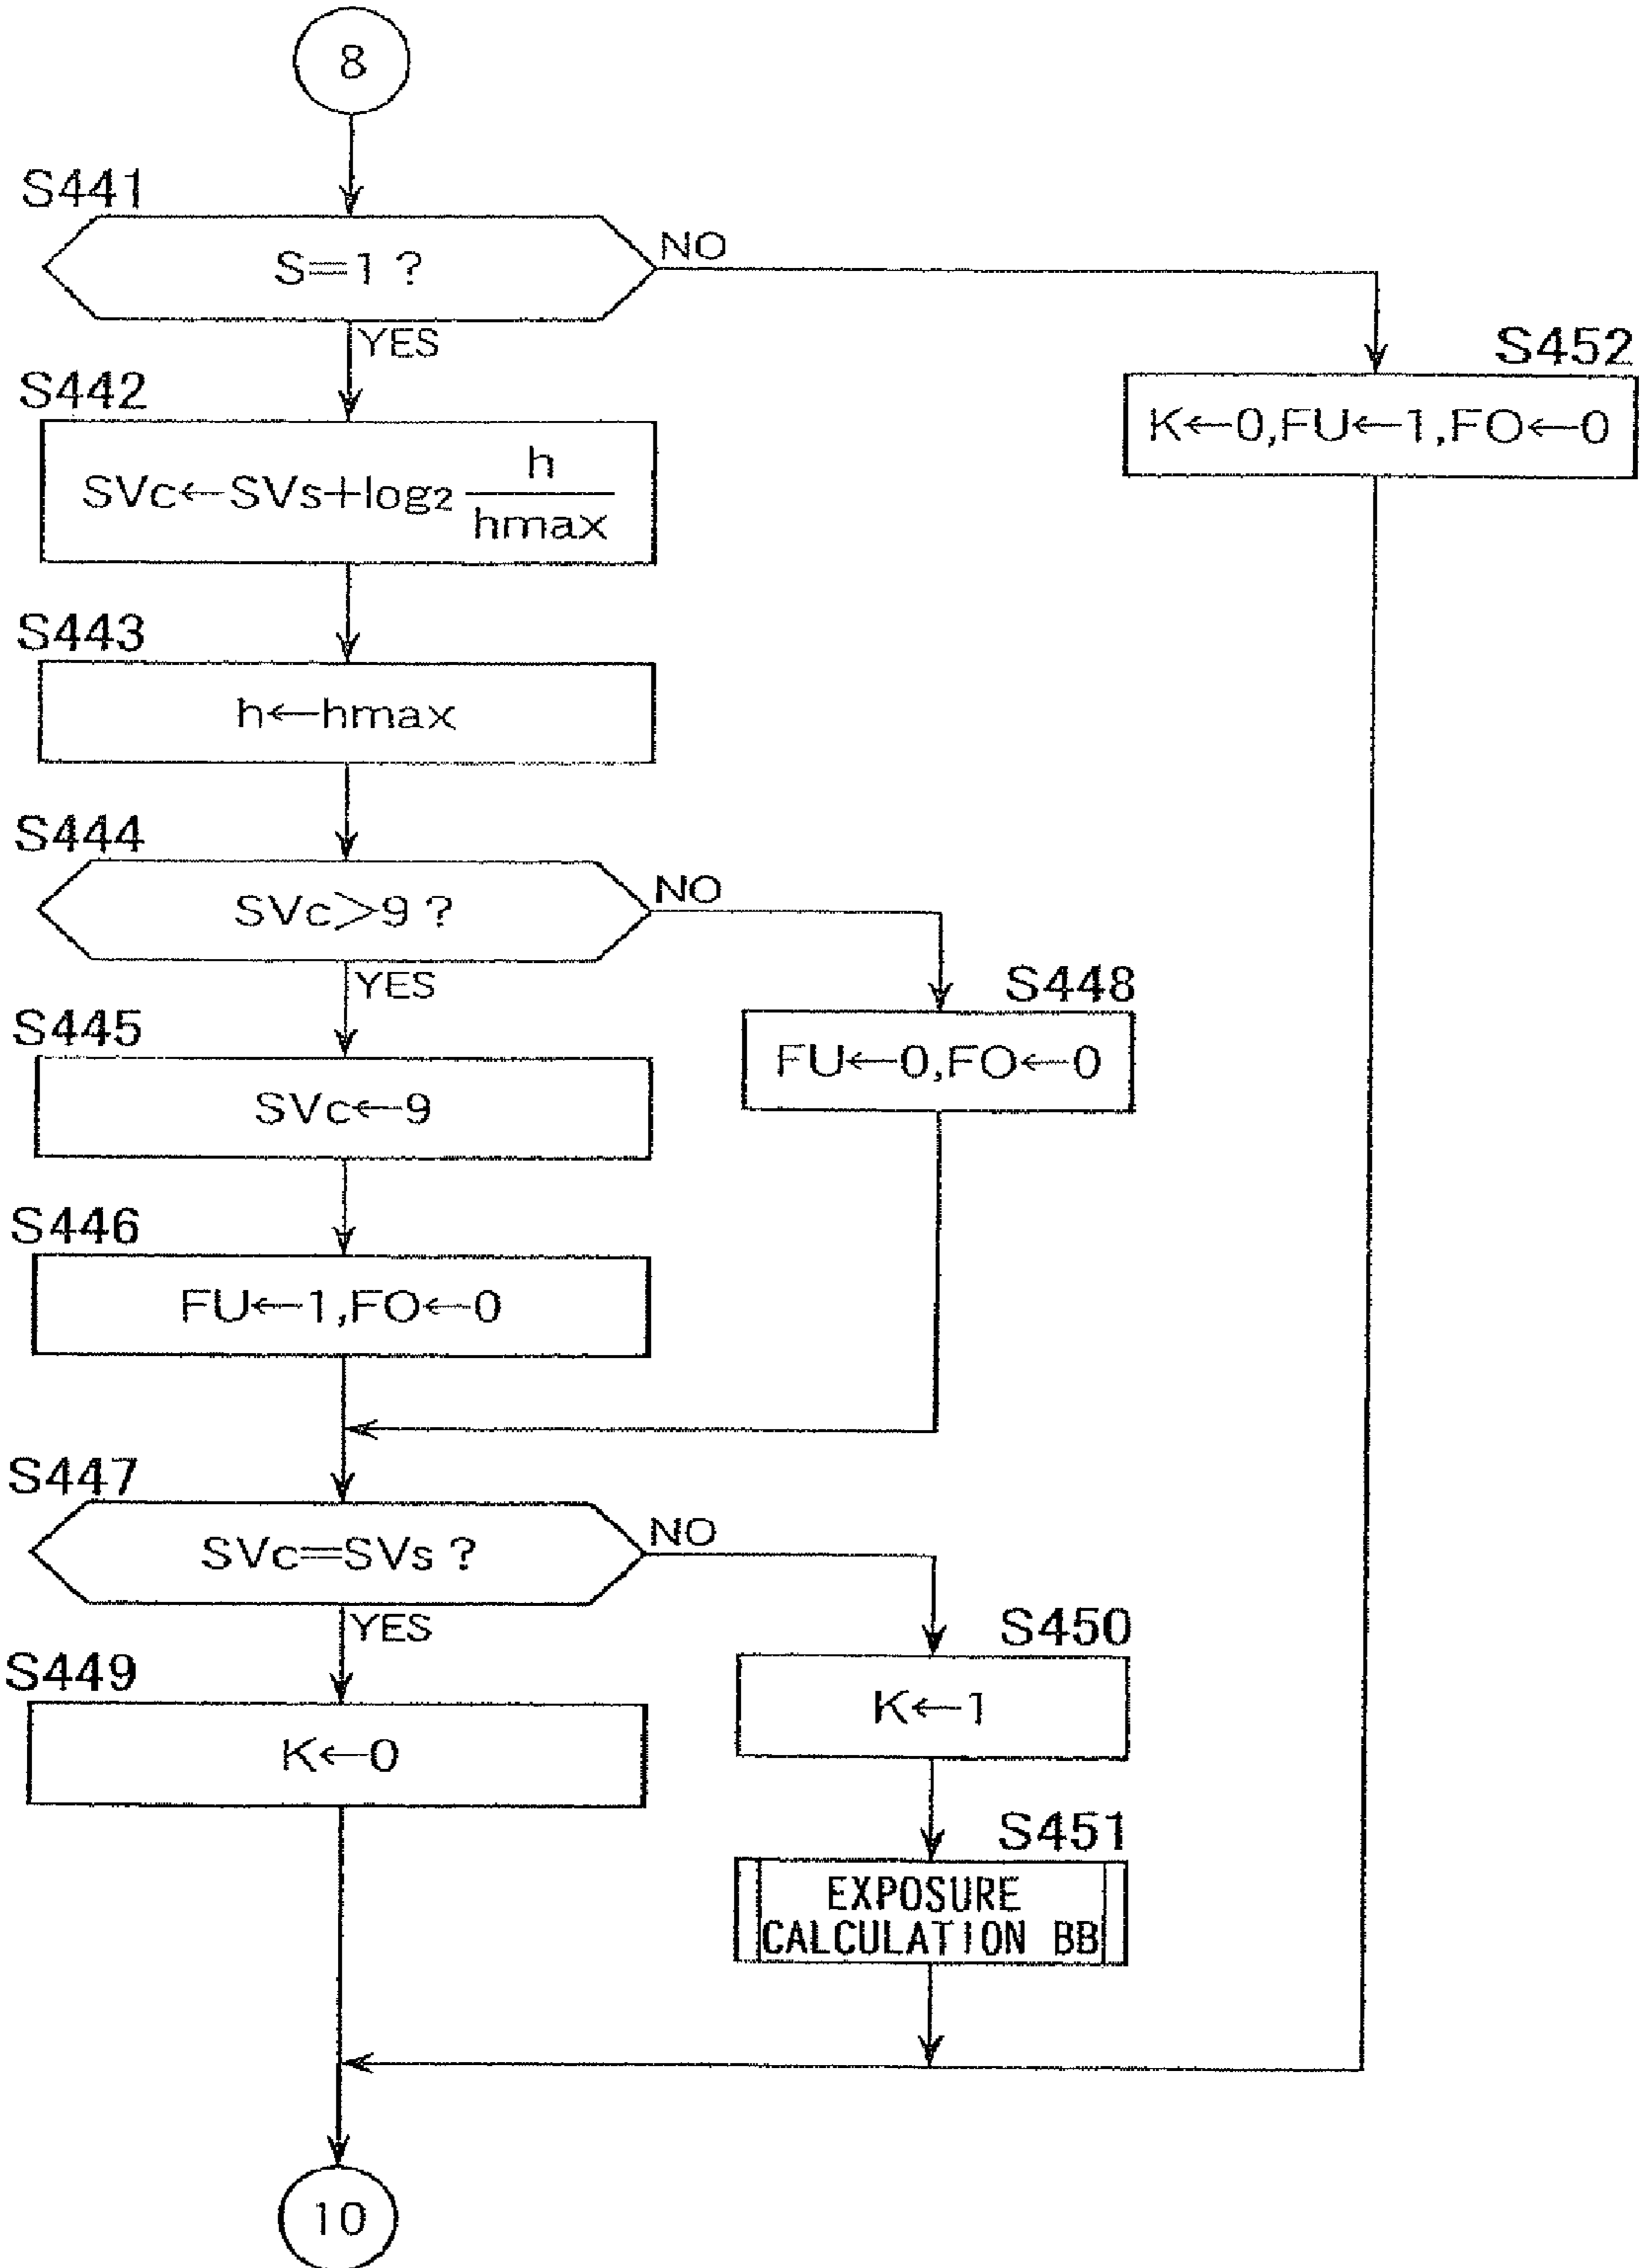 8
S441
S=1 ?
NO
YES
S442
SVc←SVs+log2 h/hmax
S452
K←0,FU←1,FO←0
S443
h←hmax
S444
SVc>9 ?
NO
YES
S445
SVc←9
S448
FU←0,FO←0
S446
FU←1,FO←0
S447
SVc=SVs ?
NO
YES
S449
K←0
S450
K←1
S451
EXPOSURE
CALCULATION BB
10